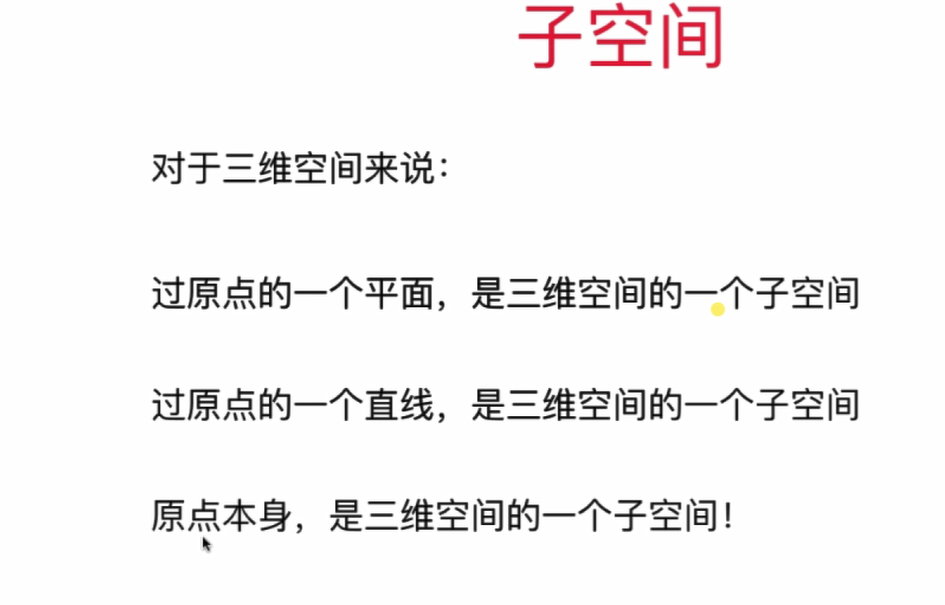 子空间
对于三维空间来说：
过原点的一个平面，是三维空间的一个子空间
过原点的一个直线，是三维空间的一个子空间
原点本身，是三维空间的一个子空间！